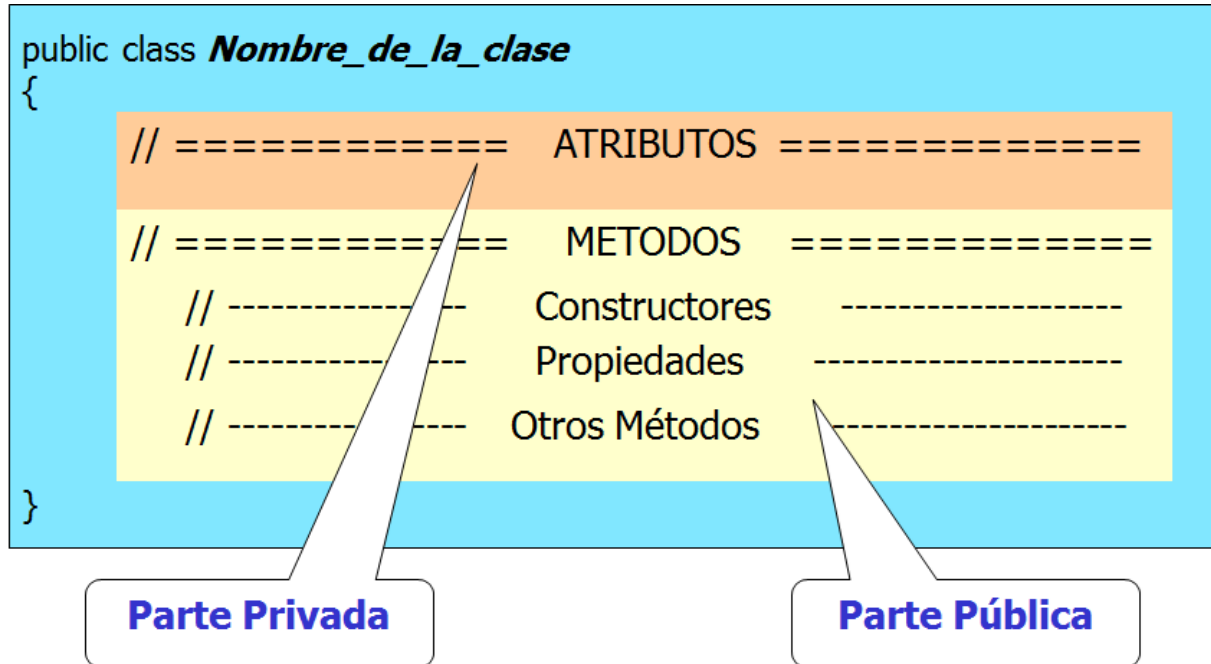 public class Nombre_de_la_clase
{
// ============ ATRIBUTOS =============
// ============ METODOS =============
// ----------------- Constructores --------------------
// ----------------- Propiedades ----------------------
// ----------------- Otros Métodos ---------------------
}
Parte Privada Parte Pública